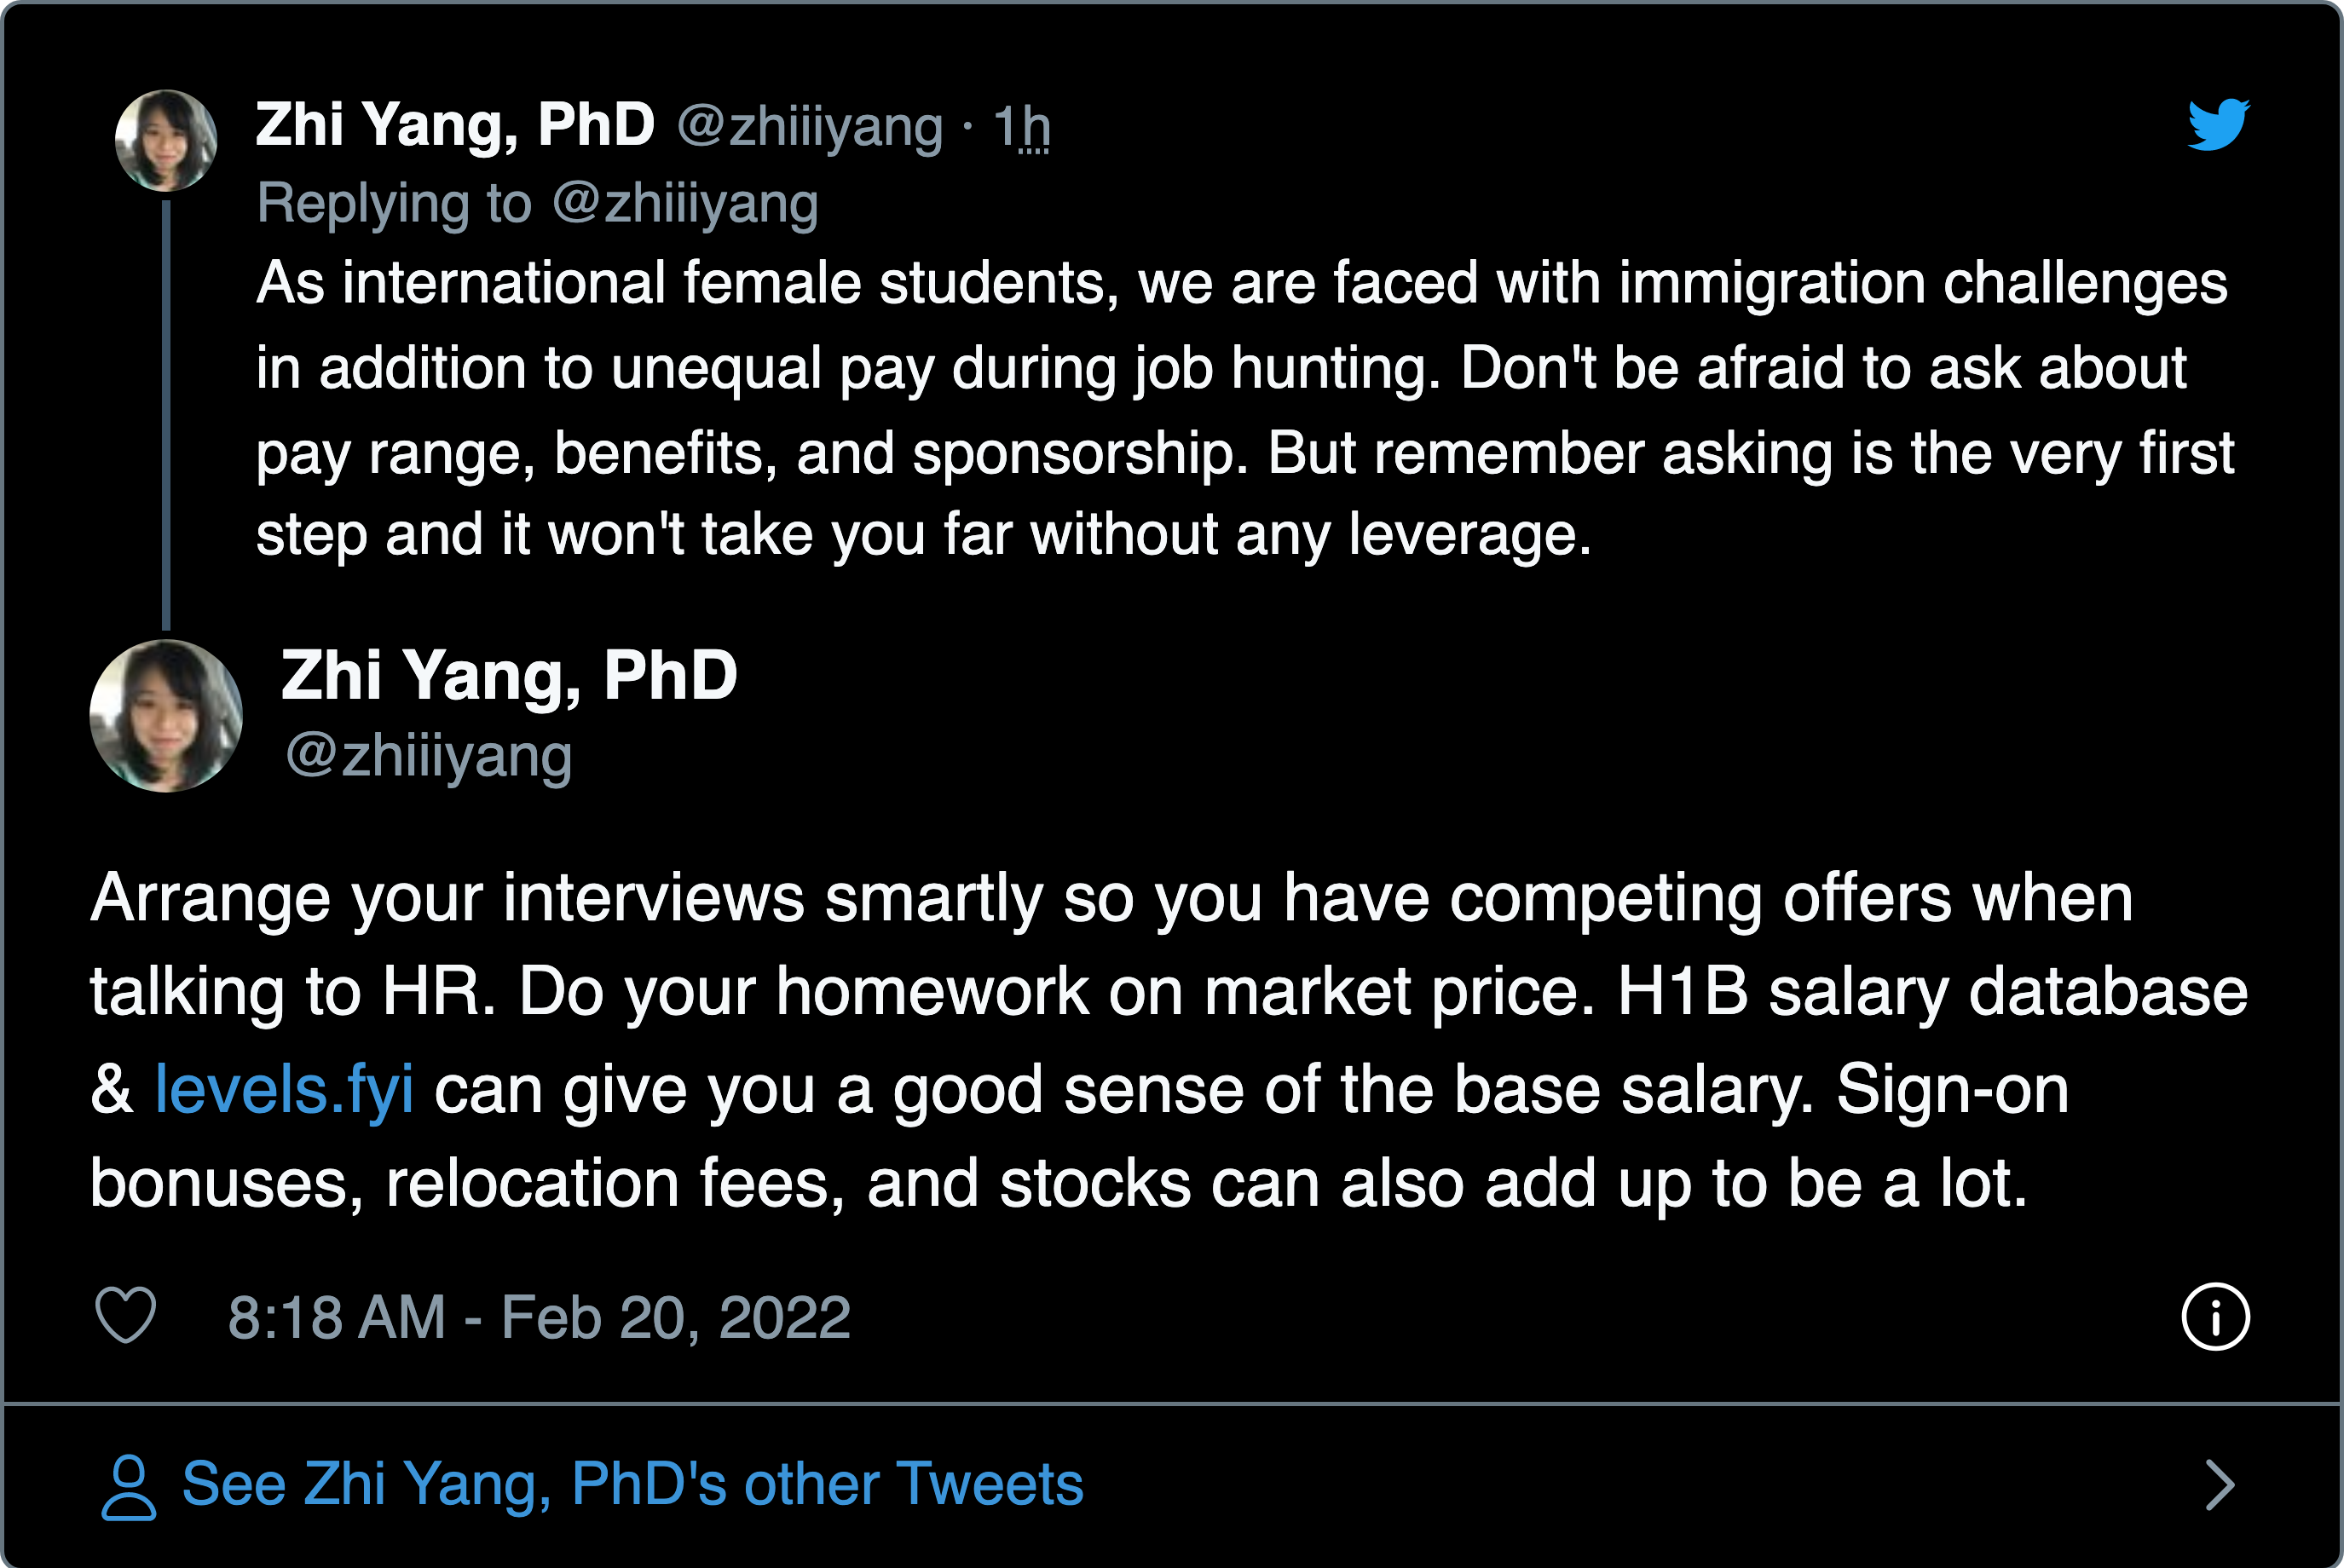 Zhi Yang, PhD @zhiiiyang · 1h
Replying to @zhiiiyang
As international female students, we are faced with immigration challenges
in addition to unequal pay during job hunting. Don't be afraid to ask about
pay range, benefits, and sponsorship. But remember asking is the very first
step and it won't take you far without any leverage.
Zhi Yang, PhD
@zhiiiyang
Arrange your interviews smartly so you have competing offers when
talking to HR. Do your homework on market price. H1B salary database
& levels.fyi can give you a good sense of the base salary. Sign-on
bonuses, relocation fees, and stocks can also add up to be a lot.
8:18 AM - Feb 20, 2022
See Zhi Yang, PhD's other Tweets